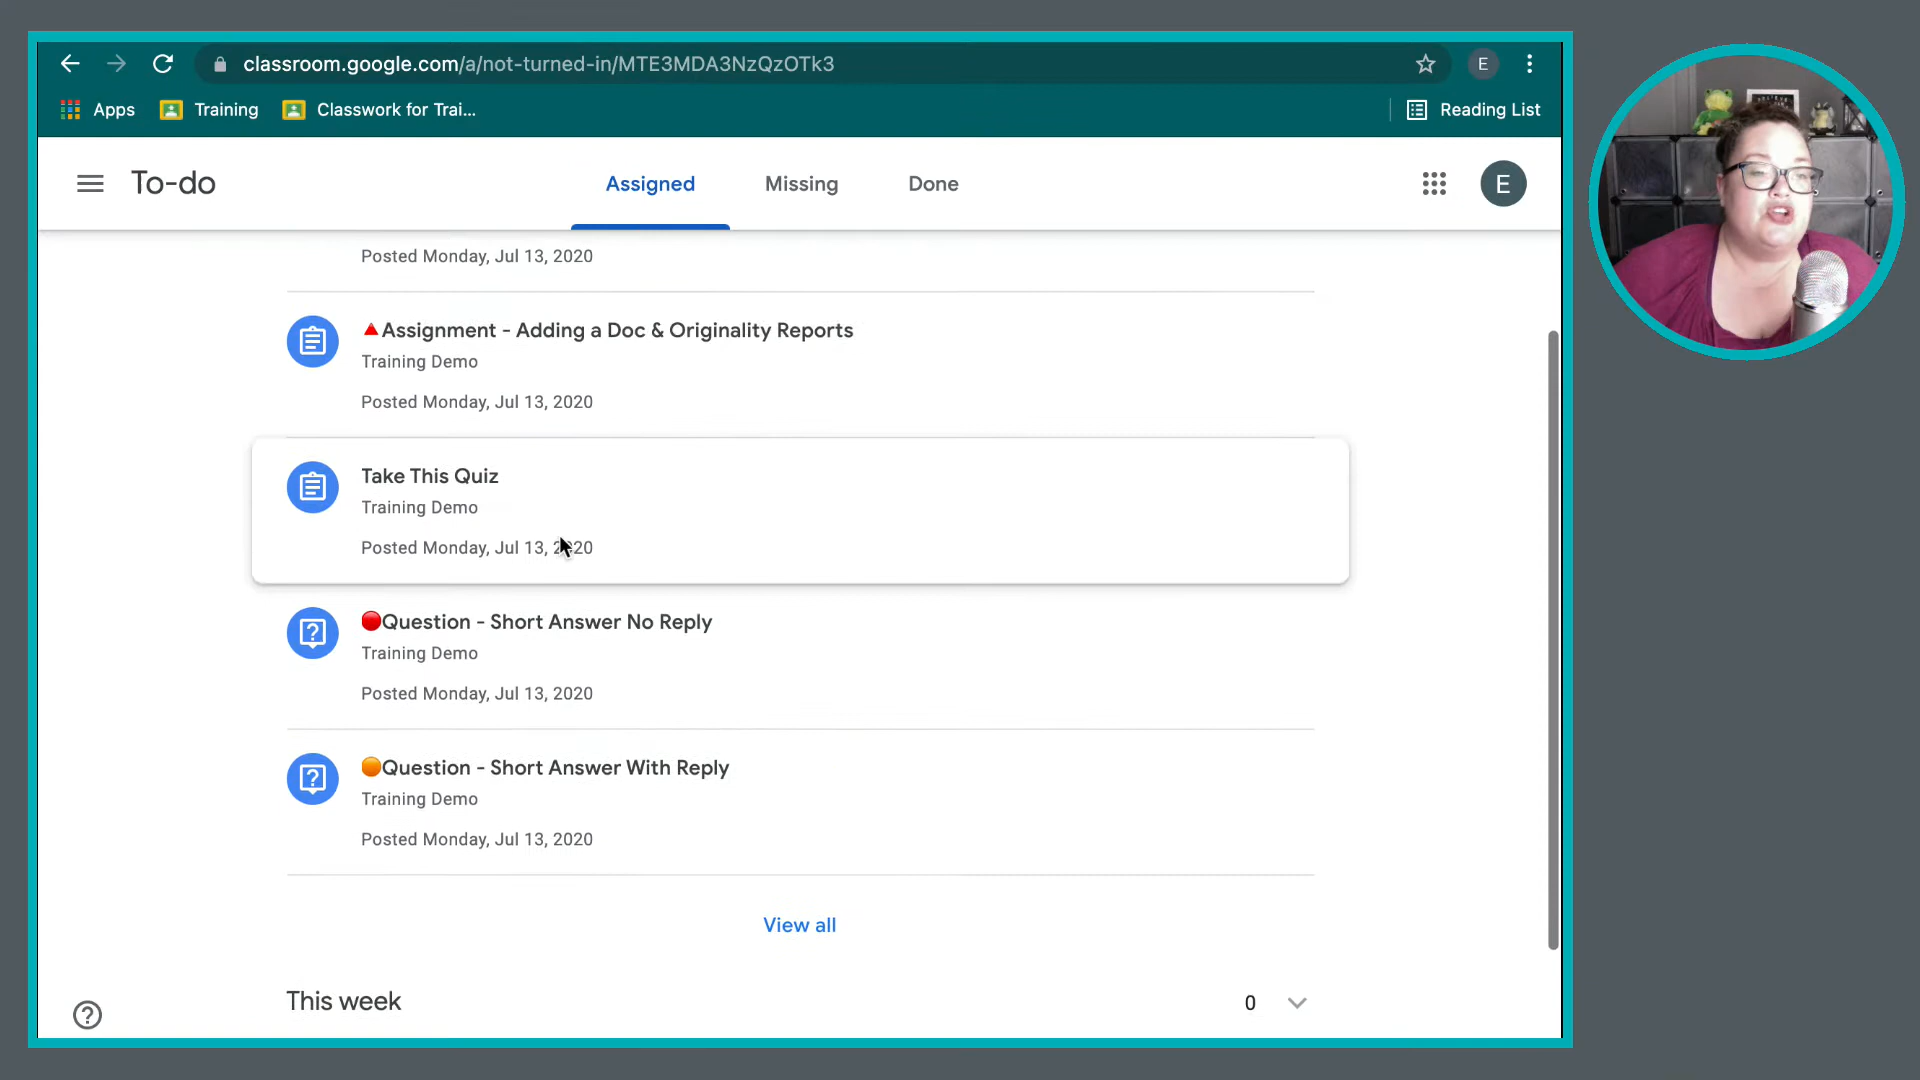 classroom.google.com/a/not-turned-in/MTE3MDA3NzQzOTk3
E
Apps
Training
Classwork for Trai...
Reading List
To-do
Assigned
Missing
Done
E
Posted Monday, Jul 13, 2020
🔺Assignment - Adding a Doc & Originality Reports
Training Demo
Posted Monday, Jul 13, 2020
Take This Quiz
Training Demo
Posted Monday, Jul 13, 2020
🔴Question - Short Answer No Reply
Training Demo
Posted Monday, Jul 13, 2020
🟠Question - Short Answer With Reply
Training Demo
Posted Monday, Jul 13, 2020
View all
This week
0